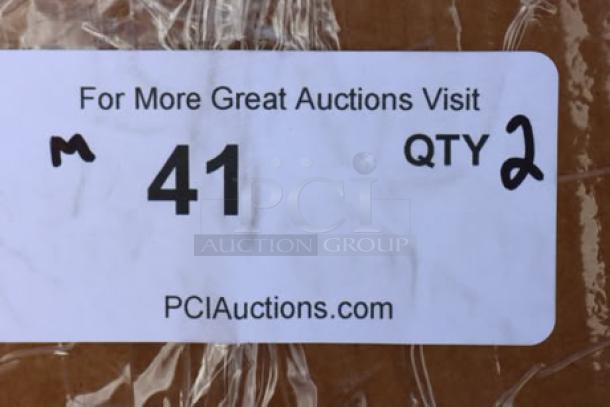 For More Great Auctions Visit
M 41 QTY 2
PCI
AUCTION GROUP
PCIAuctions.com